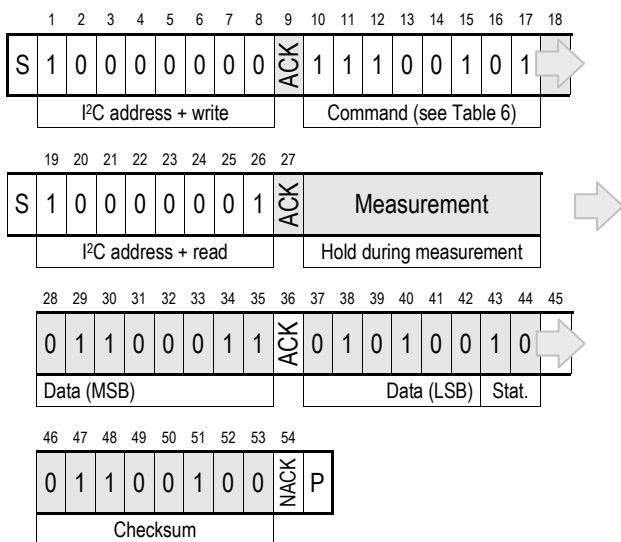 1 2 3 4 5 6 7 8 9 10 11 12 13 14 15 16 17 18
S 1 0 0 0 0 0 0 0 ACK 1 1 1 0 0 1 0 1
I²C address + write Command (see Table 6)
19 20 21 22 23 24 25 26 27
S 1 0 0 0 0 0 0 1 ACK Measurement
I²C address + read Hold during measurement
28 29 30 31 32 33 34 35 36 37 38 39 40 41 42 43 44 45
0 1 1 0 0 0 1 1 ACK 0 1 0 1 0 0 1 0
Data (MSB) Data (LSB) Stat.
46 47 48 49 50 51 52 53 54
0 1 1 0 0 1 0 0 NACK P
Checksum